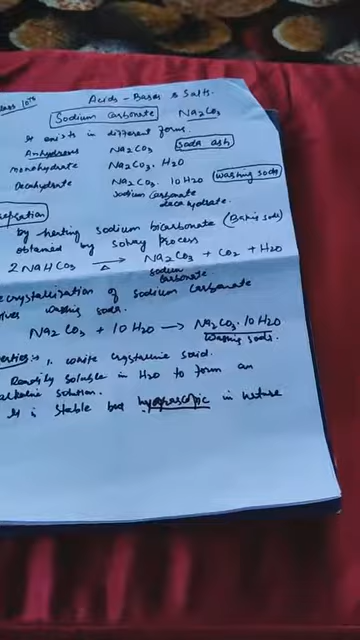 class 10th
Acids - Bases & Salts.
Sodium Carbonate Na2CO3
It exists in different forms.
Anhydrous Na2CO3 Soda ash
monohydrate Na2CO3. H2O
Decahydrate Na2CO3. 10H2O Washing soda
Sodium Carbonate
decahydrate.
by heating sodium bicarbonate (Baking soda)
obtained by solvay process
2NaHCO3 → Na2CO3 + CO2 + H2O
Δ
Sodium
Carbonate
crystallization of sodium carbonate
gives washing soda.
Na2CO3 + 10H2O → Na2CO3.10H2O
Washing soda.
1. white crystalline solid.
Readily soluble in H2O to form an
alkaline solution.
It is stable but in nature